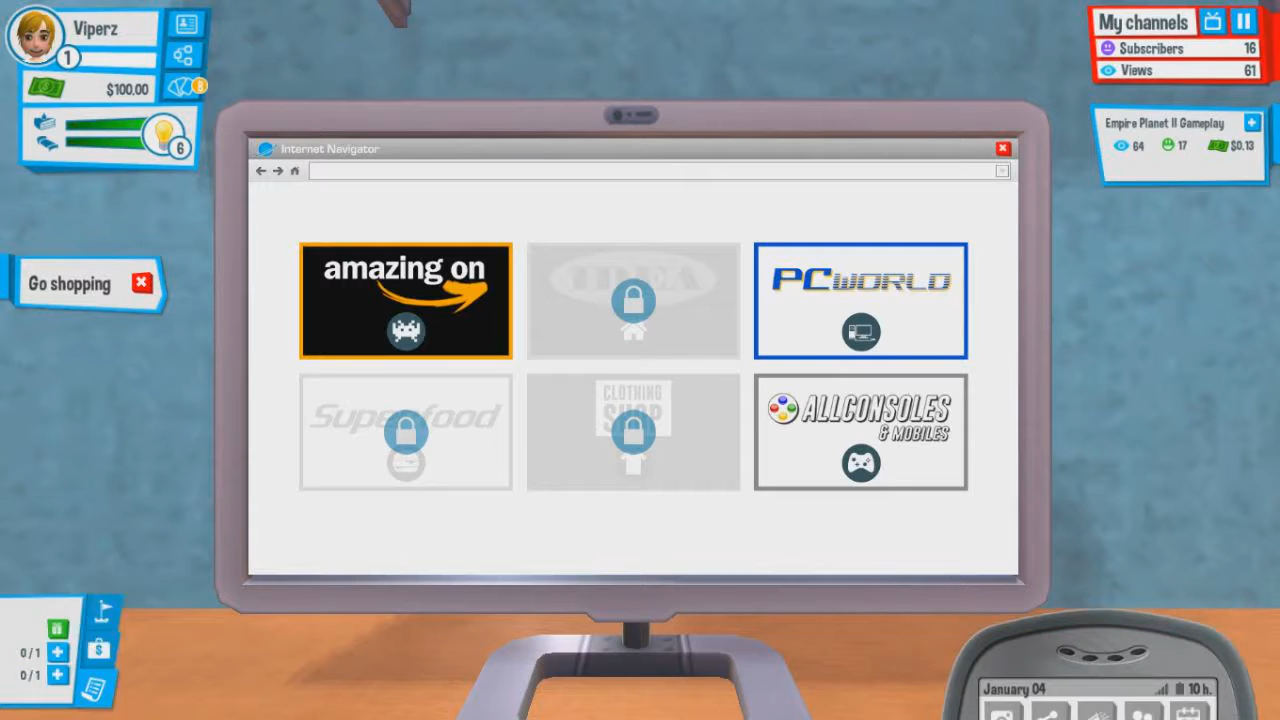 Viperz
1
$100.00
8
6
My channels
Subscribers 16
Views 61
Empire Planet II Gameplay
64 17 $0.13
Internet Navigator
Go shopping
amazing on
IDEA
PCWORLD
Superfood
CLOTHING
SHOP
ALLCONSOLES
& MOBILES
0/1
0/1
$
January 04 10 h.